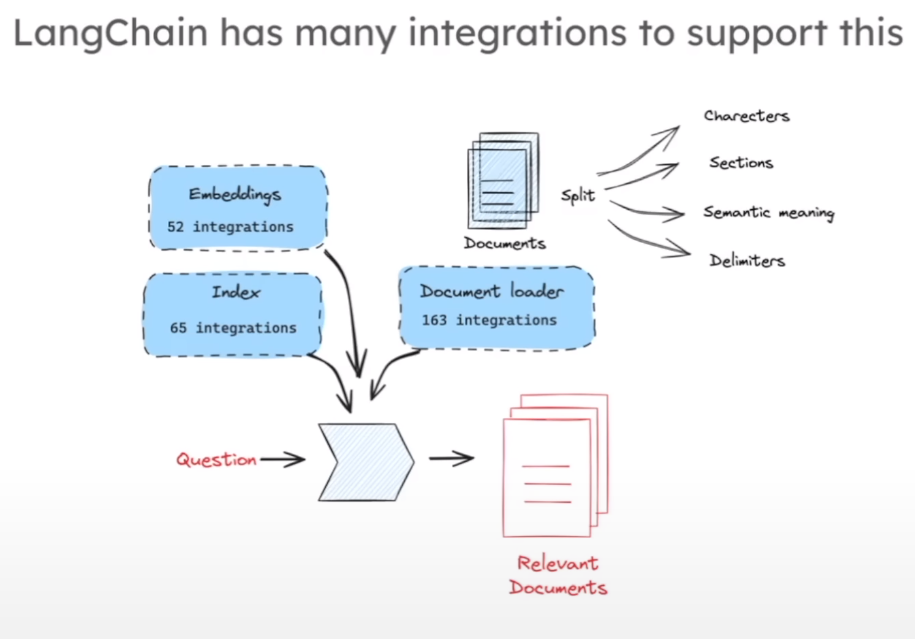 LangChain has many integrations to support this
Charecters
Sections
Semantic meaning
Delimiters
Split
Documents
Embeddings
52 integrations
Index
65 integrations
Document loader
163 integrations
Question
Relevant
Documents